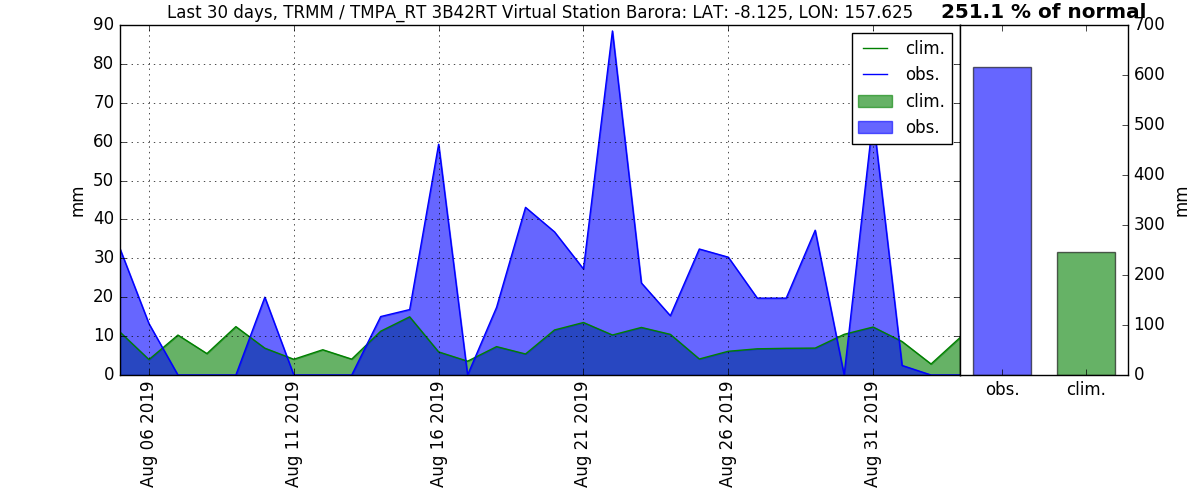 Last 30 days, TRMM / TMPA_RT 3B42RT Virtual Station Barora: LAT: -8.125, LON: 157.625
251.1 % of normal
90
80
70
60
50
40
30
20
10
0
mm
clim.
obs.
clim.
obs.
Aug 06 2019
Aug 11 2019
Aug 16 2019
Aug 21 2019
Aug 26 2019
Aug 31 2019
700
600
500
400
300
200
100
0
mm
obs.
clim.